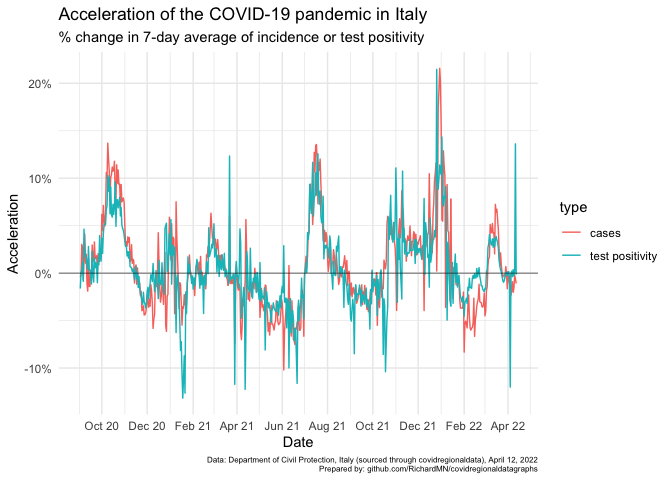 Acceleration of the COVID-19 pandemic in Italy
% change in 7-day average of incidence or test positivity
20%
10%
0%
-10%
Acceleration
Oct 20 Dec 20 Feb 21 Apr 21 Jun 21 Aug 21 Oct 21 Dec 21 Feb 22 Apr 22
Date
type
cases
test positivity
Data: Department of Civil Protection, Italy (sourced through covidregionaldata), April 12, 2022
Prepared by: github.com/RichardMN/covidregionaldatagraphs